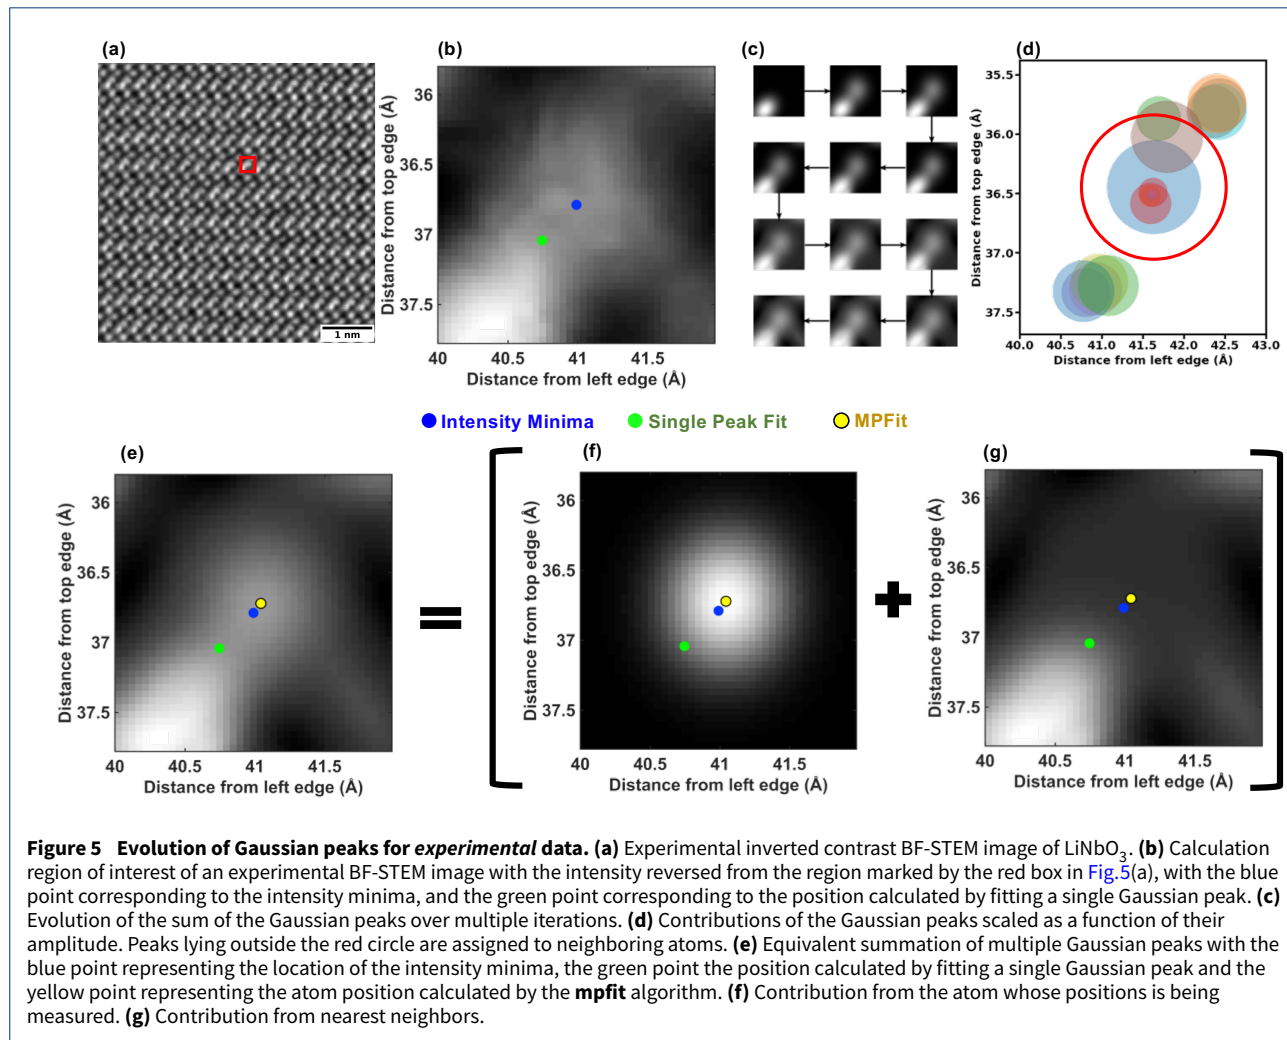 (a)
1 nm
(b)
Distance from top edge (Å)
36
36.5
37
37.5
40 40.5 41 41.5
Distance from left edge (Å)
(c)
(d)
Distance from top edge (Å)
35.5
36.0
36.5
37.0
37.5
40.0 40.5 41.0 41.5 42.0 42.5 43.0
Distance from left edge (Å)
Intensity Minima Single Peak Fit MPFit
(e)
Distance from top edge (Å)
36
36.5
37
37.5
40 40.5 41 41.5
Distance from left edge (Å)
=
(f)
Distance from top edge (Å)
36
36.5
37
37.5
40 40.5 41 41.5
Distance from left edge (Å)
+
(g)
Distance from top edge (Å)
36
36.5
37
37.5
40 40.5 41 41.5
Distance from left edge (Å)
Figure 5 Evolution of Gaussian peaks for experimental data. (a) Experimental inverted contrast BF-STEM image of LiNbO3. (b) Calculation
region of interest of an experimental BF-STEM image with the intensity reversed from the region marked by the red box in Fig.5(a), with the blue
point corresponding to the intensity minima, and the green point corresponding to the position calculated by fitting a single Gaussian peak. (c)
Evolution of the sum of the Gaussian peaks over multiple iterations. (d) Contributions of the Gaussian peaks scaled as a function of their
amplitude. Peaks lying outside the red circle are assigned to neighboring atoms. (e) Equivalent summation of multiple Gaussian peaks with the
blue point representing the location of the intensity minima, the green point the position calculated by fitting a single Gaussian peak and the
yellow point representing the atom position calculated by the mpfit algorithm. (f) Contribution from the atom whose positions is being
measured. (g) Contribution from nearest neighbors.